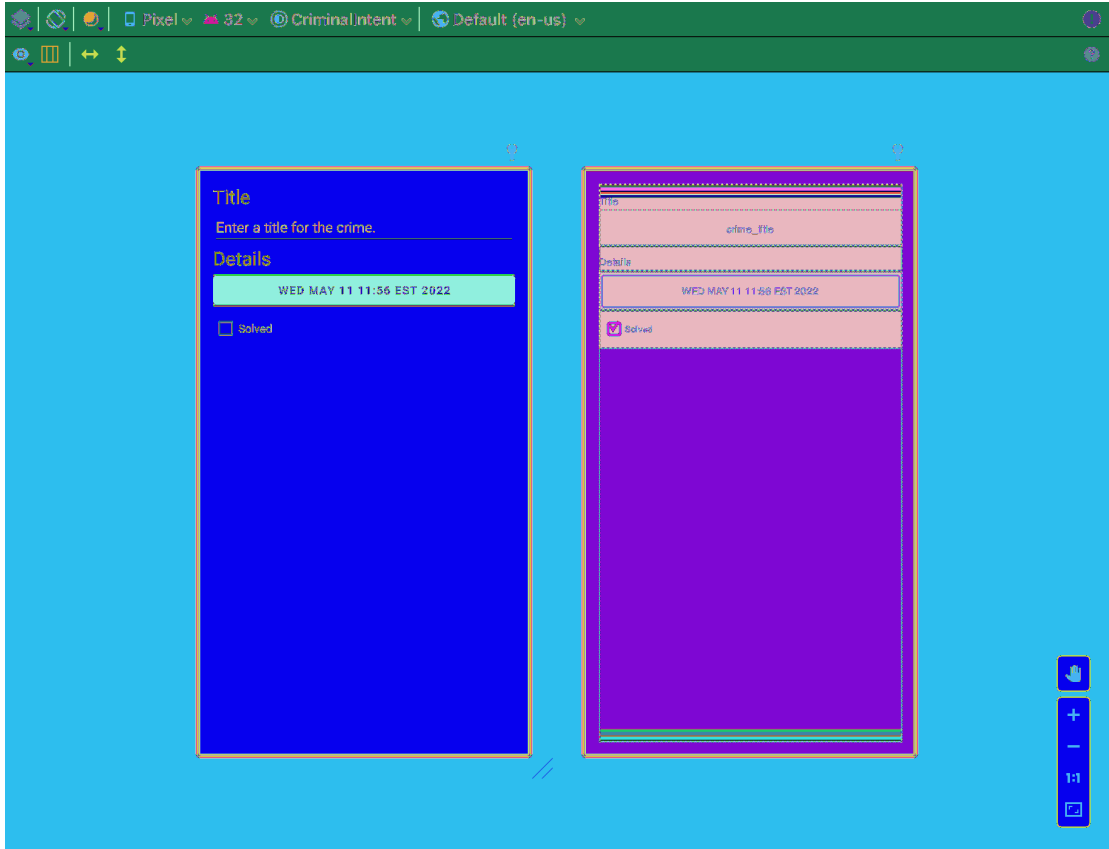 Pixel 32 CriminalIntent Default (en-us)
Title
Enter a title for the crime.
Details
WED MAY 11 11:56 EST 2022
Solved
Title
crime_title
Details
WED MAY 11 11:56 EST 2022
Solved
1:1